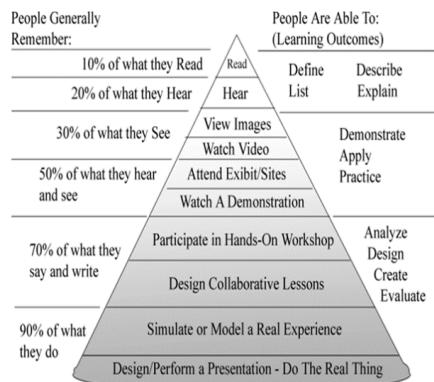 People Generally
Remember:
10% of what they Read
20% of what they Hear
30% of what they See
50% of what they hear
and see
70% of what they
say and write
90% of what
they do
Read
Hear
View Images
Watch Video
Attend Exibit/Sites
Watch A Demonstration
Participate in Hands-On Workshop
Design Collaborative Lessons
Simulate or Model a Real Experience
Design/Perform a Presentation - Do The Real Thing
People Are Able To:
(Learning Outcomes)
Define Describe
List Explain
Demonstrate
Apply
Practice
Analyze
Design
Create
Evaluate